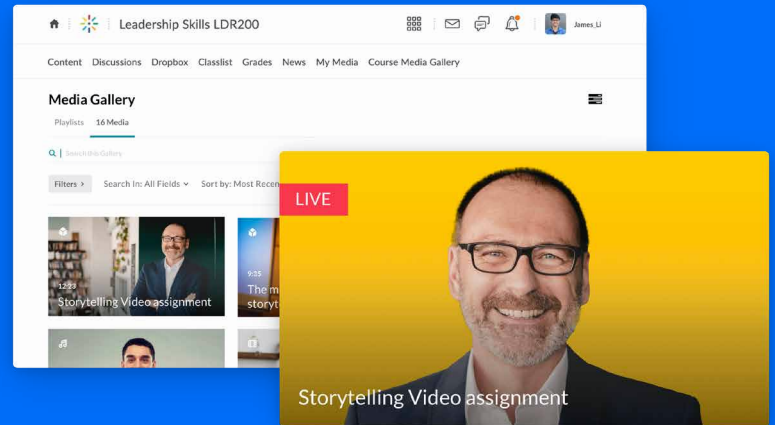 Leadership Skills LDR200
James_Li
Content Discussions Dropbox Classlist Grades News My Media Course Media Gallery
Media Gallery
Playlists 16 Media
Search this Gallery
Filters > Search In: All Fields Sort by: Most Recen
LIVE
12:23
Storytelling Video assignment
9:35
The m
storyt
Storytelling Video assignment